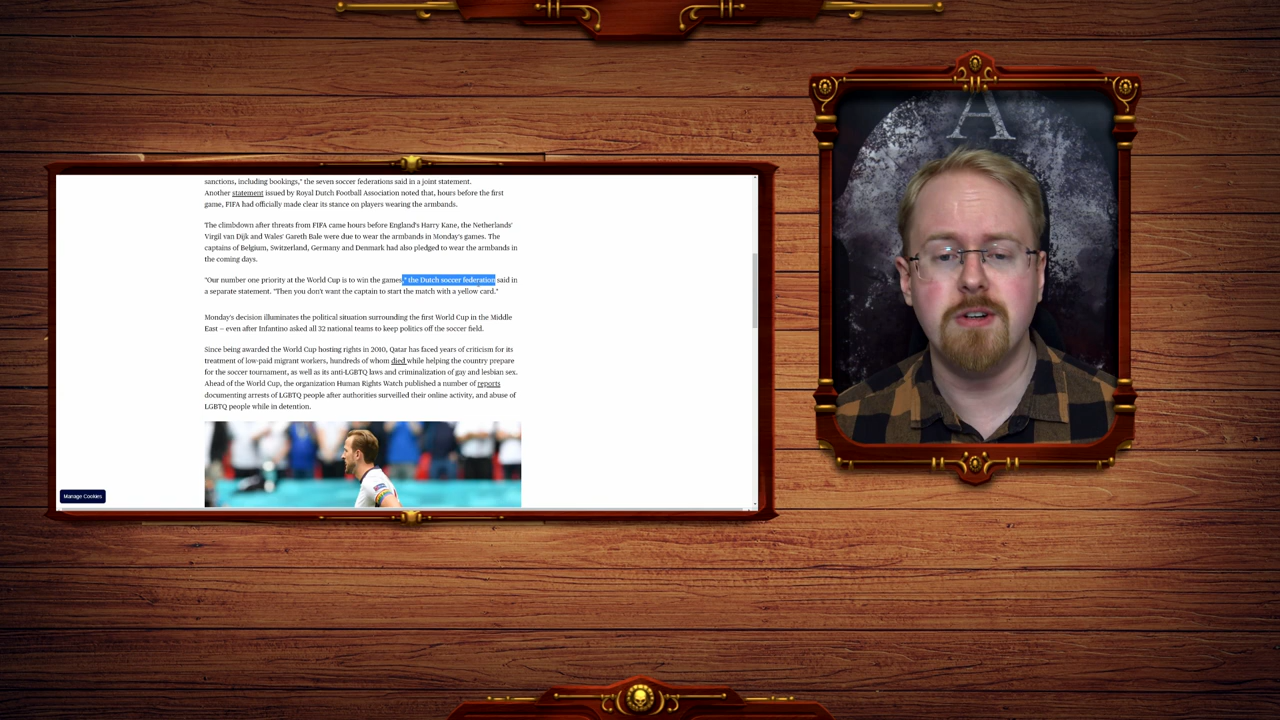 A
sanctions, including bookings," the seven soccer federations said in a joint statement.
Another statement issued by Royal Dutch Football Association noted that, hours before the first
game, FIFA had officially made clear its stance on players wearing the armbands.
The climbdown after threats from FIFA came hours before England's Harry Kane, the Netherlands'
Virgil van Dijk and Wales' Gareth Bale were due to wear the armbands in Monday's games. The
captains of Belgium, Switzerland, Germany and Denmark had also pledged to wear the armbands in
the coming days.
"Our number one priority at the World Cup is to win the games," the Dutch soccer federation said in
a separate statement. "Then you don't want the captain to start the match with a yellow card."
Monday's decision illuminates the political situation surrounding the first World Cup in the Middle
East – even after Infantino asked all 32 national teams to keep politics off the soccer field.
Since being awarded the World Cup hosting rights in 2010, Qatar has faced years of criticism for its
treatment of low-paid migrant workers, hundreds of whom died while helping the country prepare
for the soccer tournament, as well as its anti-LGBTQ laws and criminalization of gay and lesbian sex.
Ahead of the World Cup, the organization Human Rights Watch published a number of reports
documenting arrests of LGBTQ people after authorities surveilled their online activity, and abuse of
LGBTQ people while in detention.
Manage Cookies